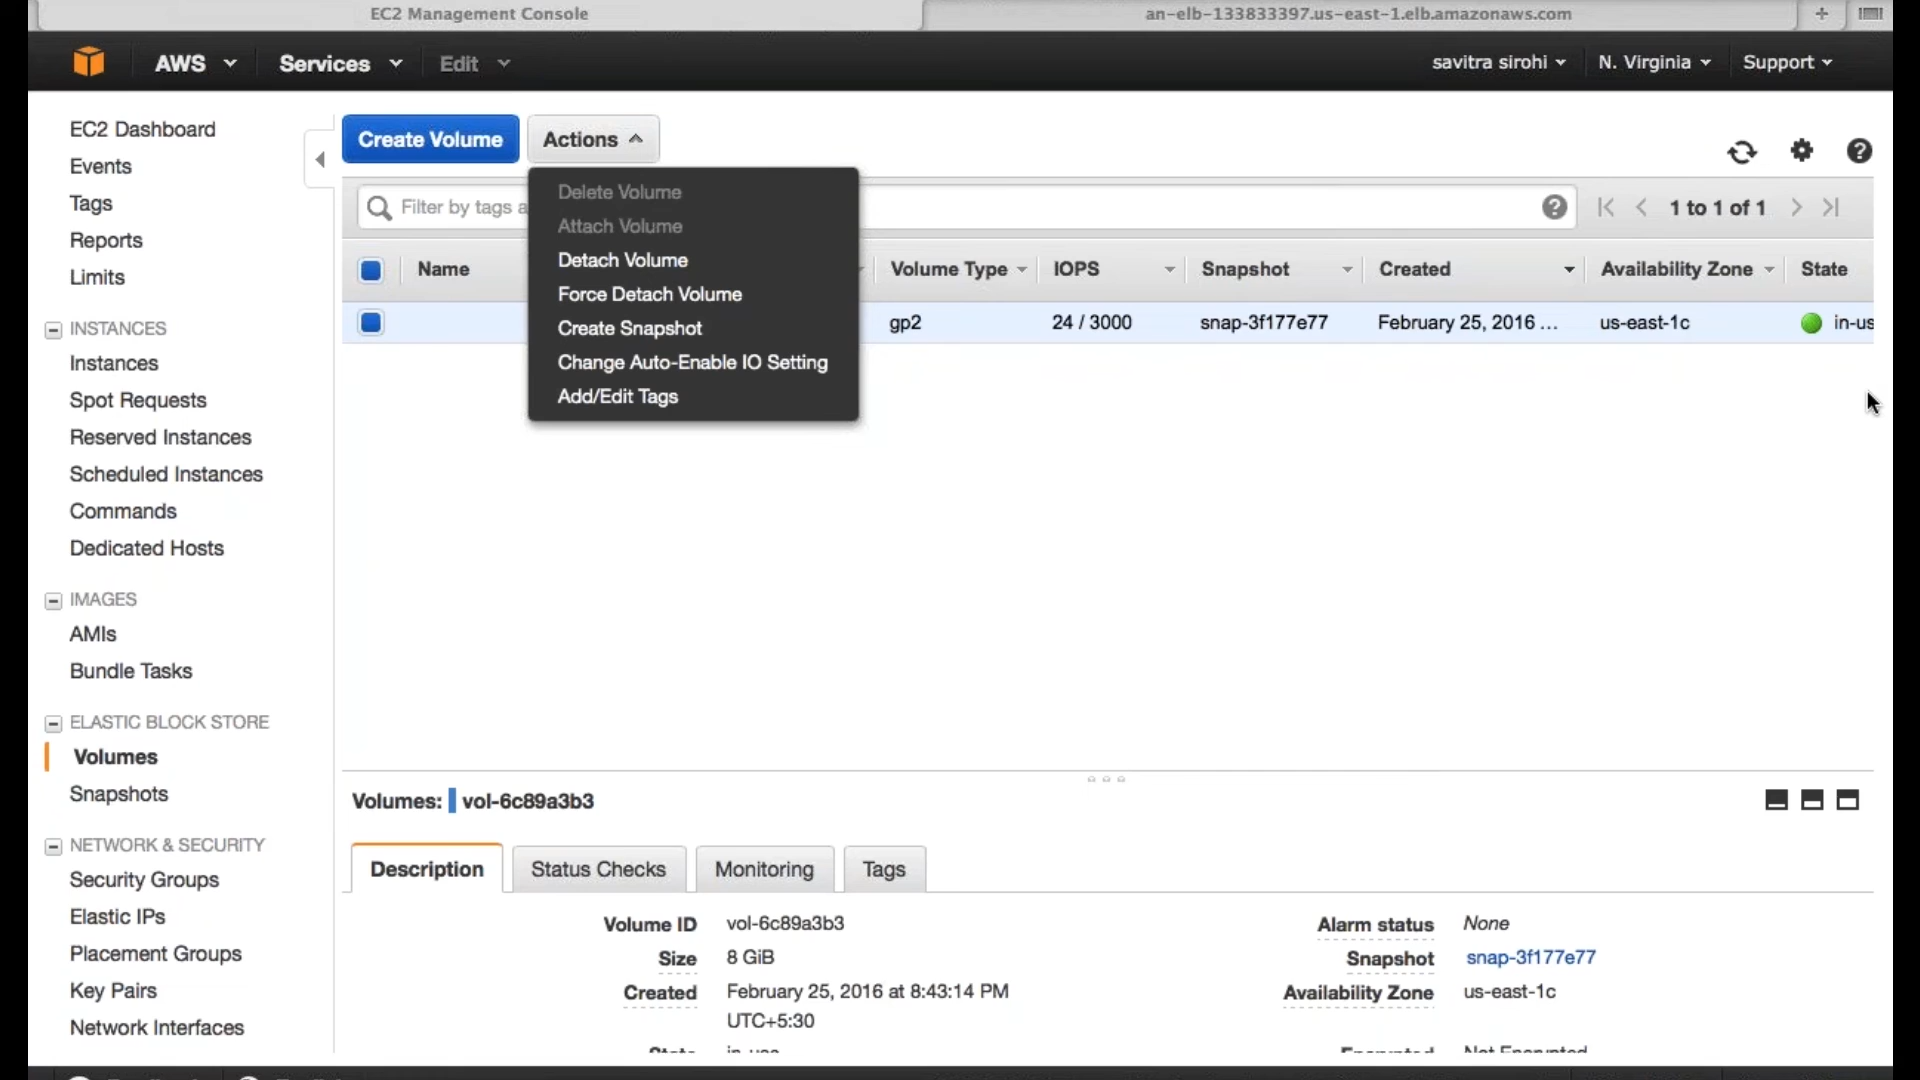 EC2 Management Console
an-elb-133833397.us-east-1.elb.amazonaws.com
AWS
Services
Edit
savitra sirohi
N. Virginia
Support
EC2 Dashboard
Events
Tags
Reports
Limits
INSTANCES
Instances
Spot Requests
Reserved Instances
Scheduled Instances
Commands
Dedicated Hosts
IMAGES
AMIs
Bundle Tasks
ELASTIC BLOCK STORE
Volumes
Snapshots
NETWORK & SECURITY
Security Groups
Elastic IPs
Placement Groups
Key Pairs
Network Interfaces
Create Volume
Actions
Delete Volume
Attach Volume
Detach Volume
Force Detach Volume
Create Snapshot
Change Auto-Enable IO Setting
Add/Edit Tags
Filter by tags a
1 to 1 of 1
Name
Volume Type
IOPS
Snapshot
Created
Availability Zone
State
gp2
24 / 3000
snap-3f177e77
February 25, 2016 ...
us-east-1c
in-us
Volumes: vol-6c89a3b3
Description
Status Checks
Monitoring
Tags
Volume ID vol-6c89a3b3
Size 8 GiB
Created February 25, 2016 at 8:43:14 PM
UTC+5:30
Alarm status None
Snapshot snap-3f177e77
Availability Zone us-east-1c